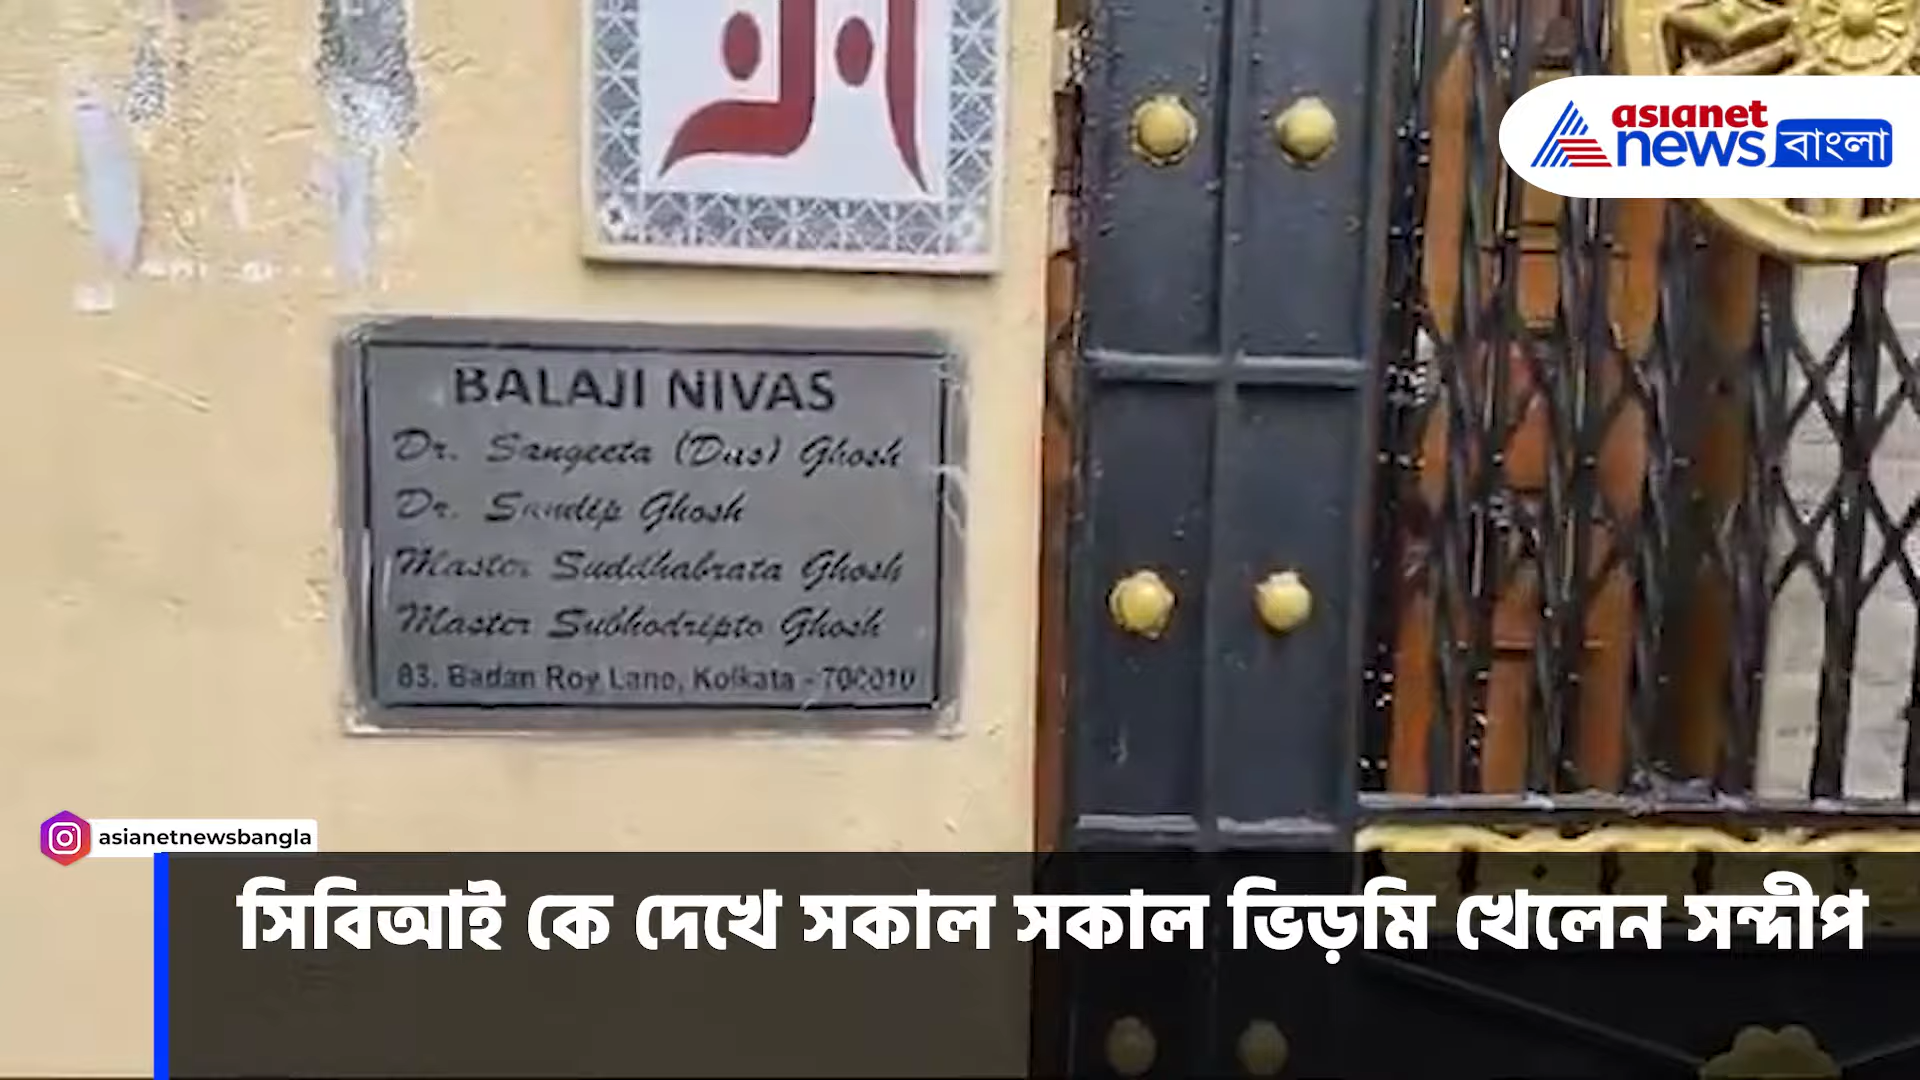 asianet
news বাংলা
BALAJI NIVAS
Dr. Sangeeta (Das) Ghosh
Dr. Sandip Ghosh
Master Suddhabrata Ghosh
Master Subhodripto Ghosh
83, Badan Roy Lane, Kolkata - 700010
asianetnewsbangla
সিবিআই কে দেখে সকাল সকাল ভিড়মি খেলেন সন্দীপ